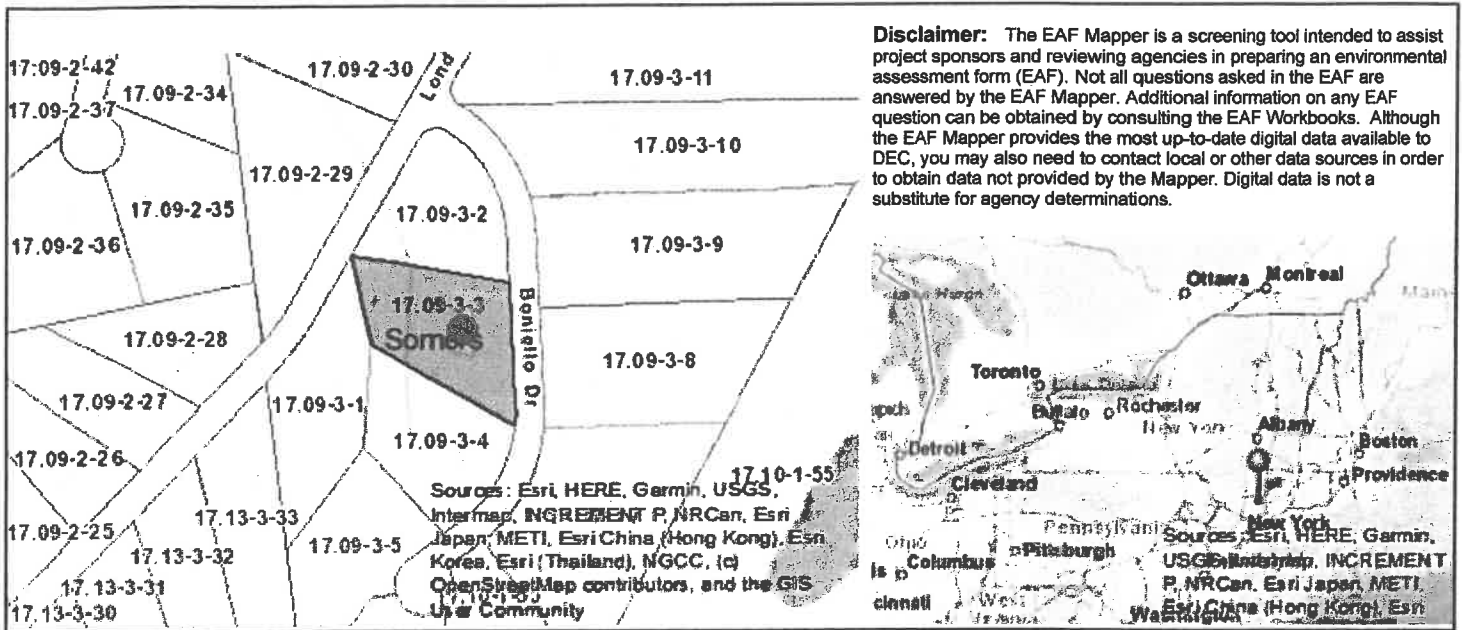 Disclaimer: The EAF Mapper is a screening tool intended to assist
project sponsors and reviewing agencies in preparing an environmental
assessment form (EAF). Not all questions asked in the EAF are
answered by the EAF Mapper. Additional information on any EAF
question can be obtained by consulting the EAF Workbooks. Although
the EAF Mapper provides the most up-to-date digital data available to
DEC, you may also need to contact local or other data sources in order
to obtain data not provided by the Mapper. Digital data is not a
substitute for agency determinations.
17.09-2-42
17.09-2-34
17.09-2-30
Lond
17.09-3-11
17.09-2-37
17.09-3-10
17.09-2-29
17.09-2-35
17.09-3-2
17.09-2-36
17.09-3-9
17.09-3-3
Somers
Boniello Dr
17.09-2-28
17.09-3-8
17.09-2-27
17.09-3-1
17.09-3-4
17.09-2-26
17.10-1-55
17.09-2-25
17.13-3-33
17.09-3-5
17.13-3-32
17.13-3-31
17.13-3-30
Sources: Esri, HERE, Garmin, USGS,
Intermap, INCREMENT P, NRCan, Esri
Japan, METI, Esri China (Hong Kong), Esri
Korea, Esri (Thailand), NGCC, (c)
OpenStreetMap contributors, and the GIS
User Community
Ottawa
Montreal
Toronto
Buffalo
Rochester
New York
Albany
Boston
Detroit
Providence
Cleveland
New York
Pennsylvania
Ohio
Columbus
Pittsburgh
cinnati
West
Washington
Sources: Esri, HERE, Garmin,
USGS, Intermap, INCREMENT
P, NRCan, Esri Japan, METI,
Esri China (Hong Kong), Esri